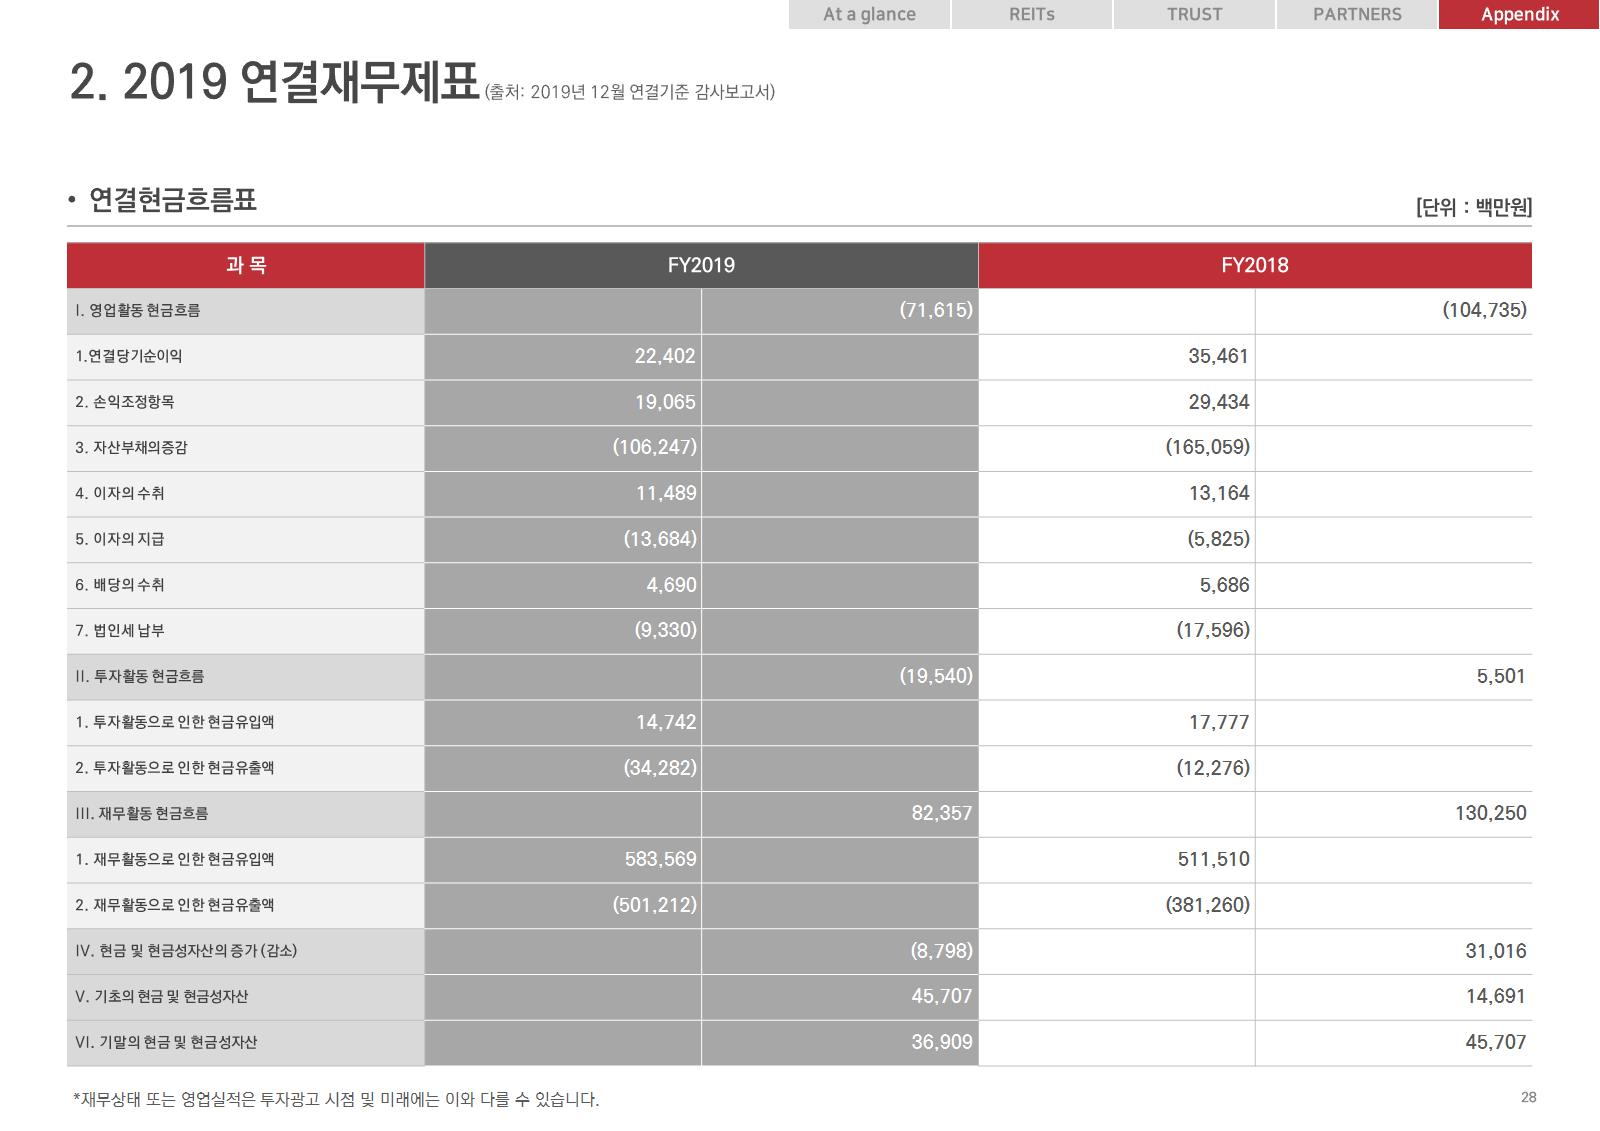 At a glance REITs TRUST PARTNERS Appendix
2. 2019 연결재무제표 (출처: 2019년 12월 연결기준 감사보고서)
• 연결현금흐름표 [단위 : 백만원]
과 목 FY2019 FY2018
I. 영업활동 현금흐름 (71,615) (104,735)
1.연결당기순이익 22,402 35,461
2. 손익조정항목 19,065 29,434
3. 자산부채의증감 (106,247) (165,059)
4. 이자의 수취 11,489 13,164
5. 이자의 지급 (13,684) (5,825)
6. 배당의 수취 4,690 5,686
7. 법인세 납부 (9,330) (17,596)
II. 투자활동 현금흐름 (19,540) 5,501
1. 투자활동으로 인한 현금유입액 14,742 17,777
2. 투자활동으로 인한 현금유출액 (34,282) (12,276)
III. 재무활동 현금흐름 82,357 130,250
1. 재무활동으로 인한 현금유입액 583,569 511,510
2. 재무활동으로 인한 현금유출액 (501,212) (381,260)
IV. 현금 및 현금성자산의 증가 (감소) (8,798) 31,016
V. 기초의 현금 및 현금성자산 45,707 14,691
VI. 기말의 현금 및 현금성자산 36,909 45,707
*재무상태 또는 영업실적은 투자광고 시점 및 미래에는 이와 다를 수 있습니다.
28